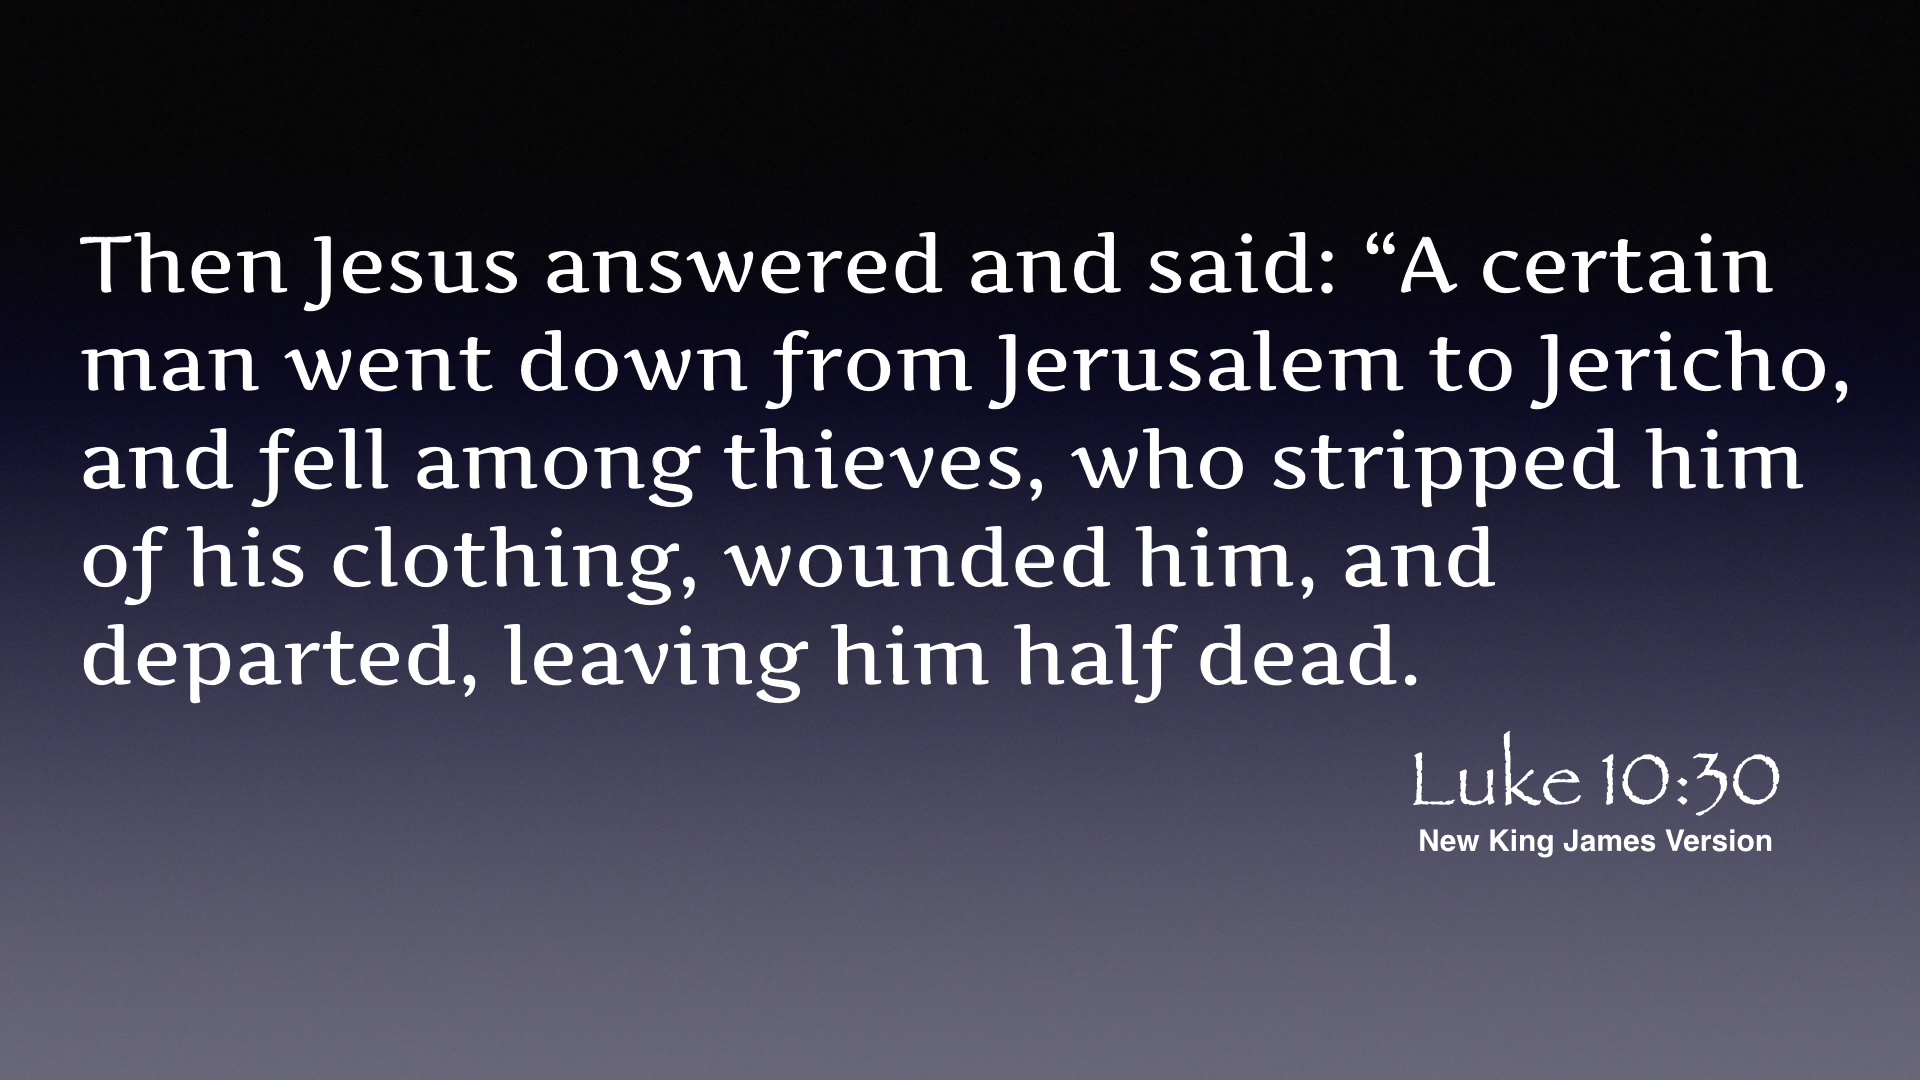 Then Jesus answered and said: “A certain
man went down from Jerusalem to Jericho,
and fell among thieves, who stripped him
of his clothing, wounded him, and
departed, leaving him half dead.
Luke 10:30
New King James Version